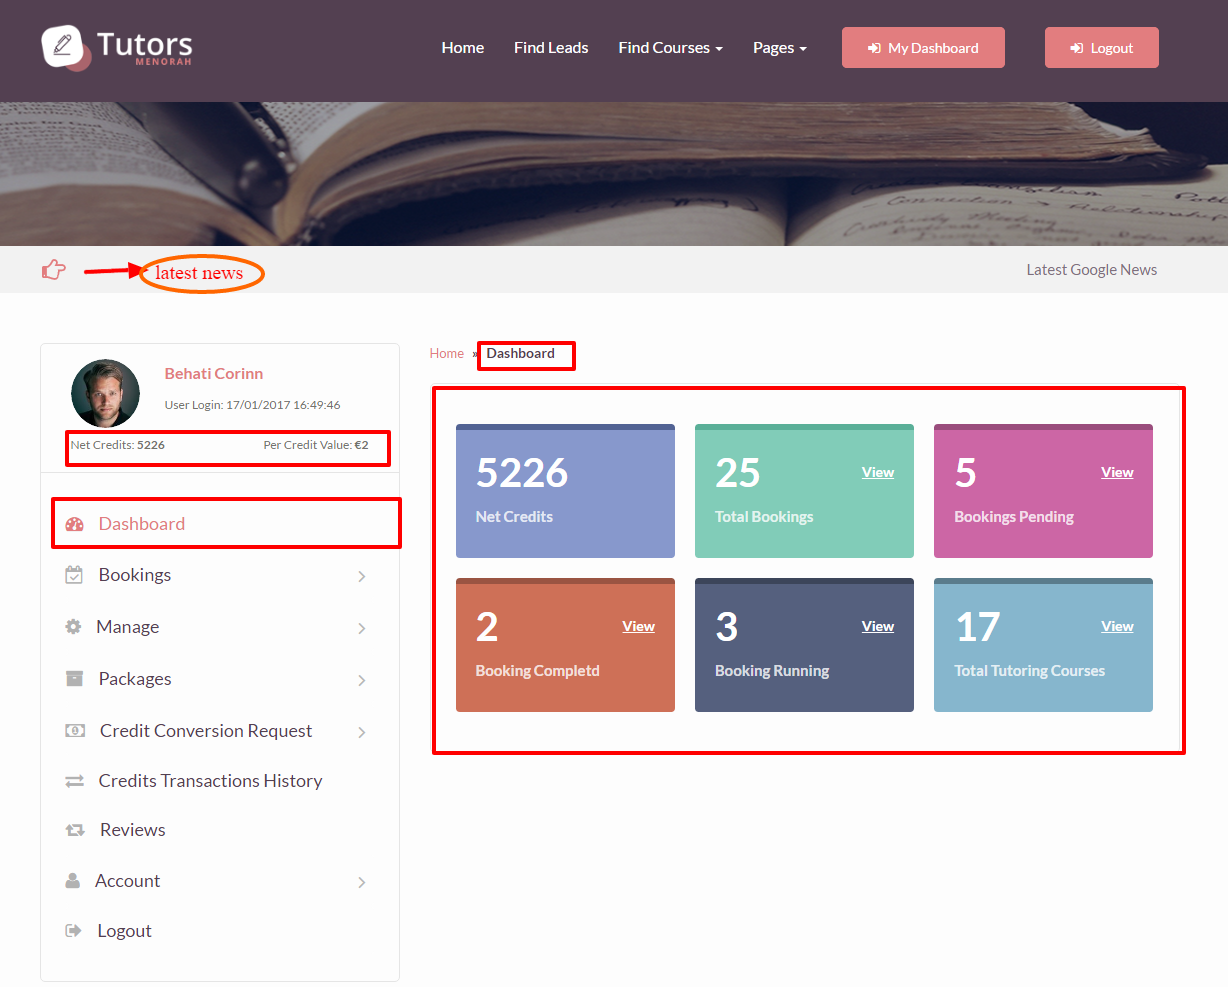 Tutors
MENORAH
Home Find Leads Find Courses Pages My Dashboard Logout
latest news
Latest Google News
Behati Corinn
User Login: 17/01/2017 16:49:46
Net Credits: 5226 Per Credit Value: €2
Dashboard
Bookings
Manage
Packages
Credit Conversion Request
Credits Transactions History
Reviews
Account
Logout
Home » Dashboard
5226
Net Credits
25 View
Total Bookings
5 View
Bookings Pending
2 View
Booking Completd
3 View
Booking Running
17 View
Total Tutoring Courses